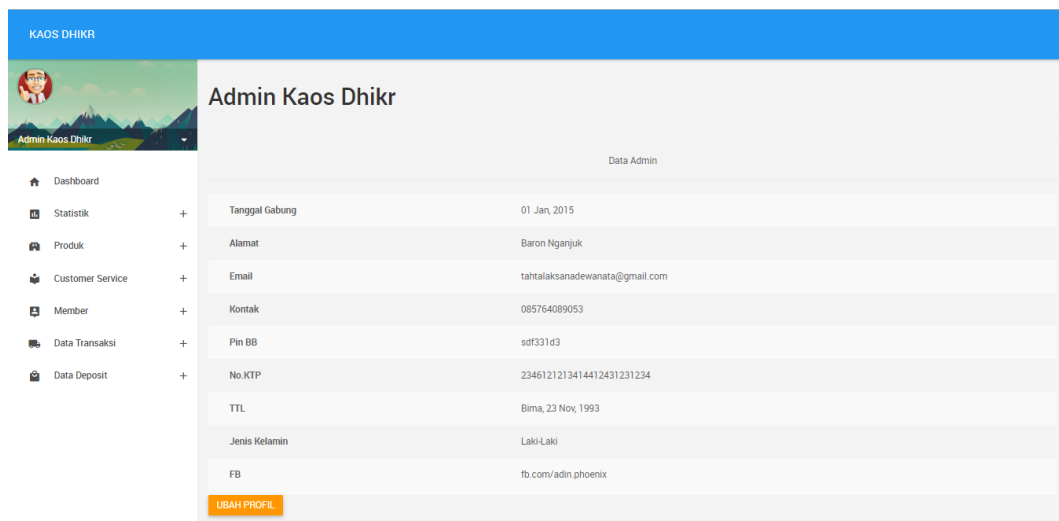 KAOS DHIKR
Admin Kaos Dhikr
Dashboard
Statistik +
Produk +
Customer Service +
Member +
Data Transaksi +
Data Deposit +
Admin Kaos Dhikr
Data Admin
Tanggal Gabung 01 Jan, 2015
Alamat Baron Nganjuk
Email tahtalaksanadewanata@gmail.com
Kontak 085764089053
Pin BB sdf331d3
No.KTP 2346121213414412431231234
TTL Bima, 23 Nov, 1993
Jenis Kelamin Laki-Laki
FB fb.com/adin.phoenix
UBAH PROFIL